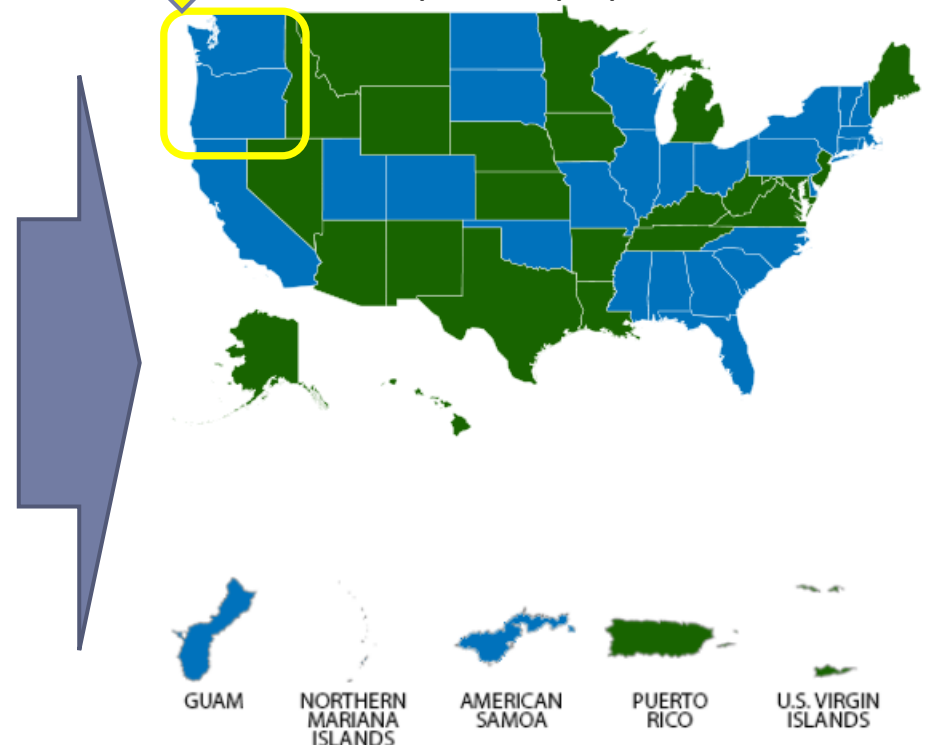 GUAM
NORTHERN
MARIANA
ISLANDS
AMERICAN
SAMOA
PUERTO
RICO
U.S. VIRGIN
ISLANDS